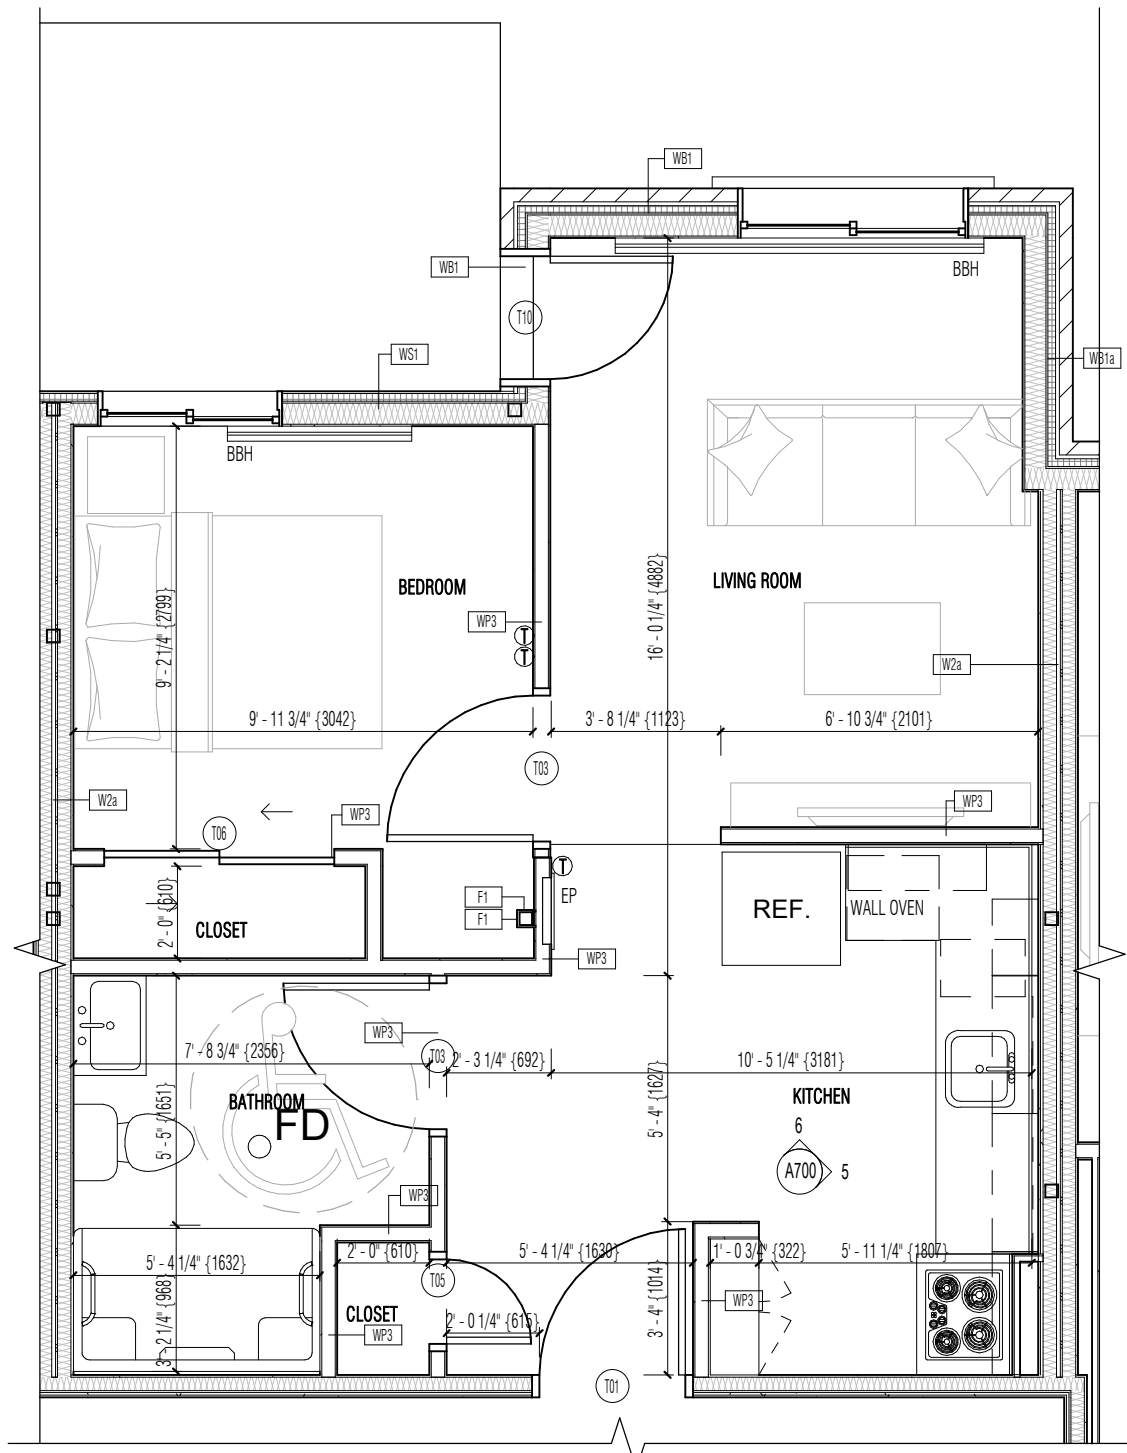 WB1
WB1
BBH
T10
WS1
WB1a
BBH
BEDROOM
LIVING ROOM
WP3
T
T
16' - 0 1/4" {4882}
9' - 2 1/4" {2799}
W2a
9' - 11 3/4" {3042}
3' - 8 1/4" {1123}
6' - 10 3/4" {2101}
T03
W2a
WP3
WP3
T06
T
EP
F1
F1
REF.
WALL OVEN
2' - 0" {610}
CLOSET
WP3
WP3
T03
7' - 8 3/4" {2356}
2' - 3 1/4" {692}
10' - 5 1/4" {3181}
BATHROOM
FD
5' - 5" {1651}
5' - 4" {1627}
KITCHEN
6
A700
5
WP3
2' - 0" {610}
5' - 4 1/4" {1630}
1' - 0 3/4" {322}
5' - 11 1/4" {1807}
5' - 4 1/4" {1632}
T05
3' - 2 1/4" {968}
CLOSET
2' - 0 1/4" {615}
3' - 4" {1014}
WP3
WP3
T01